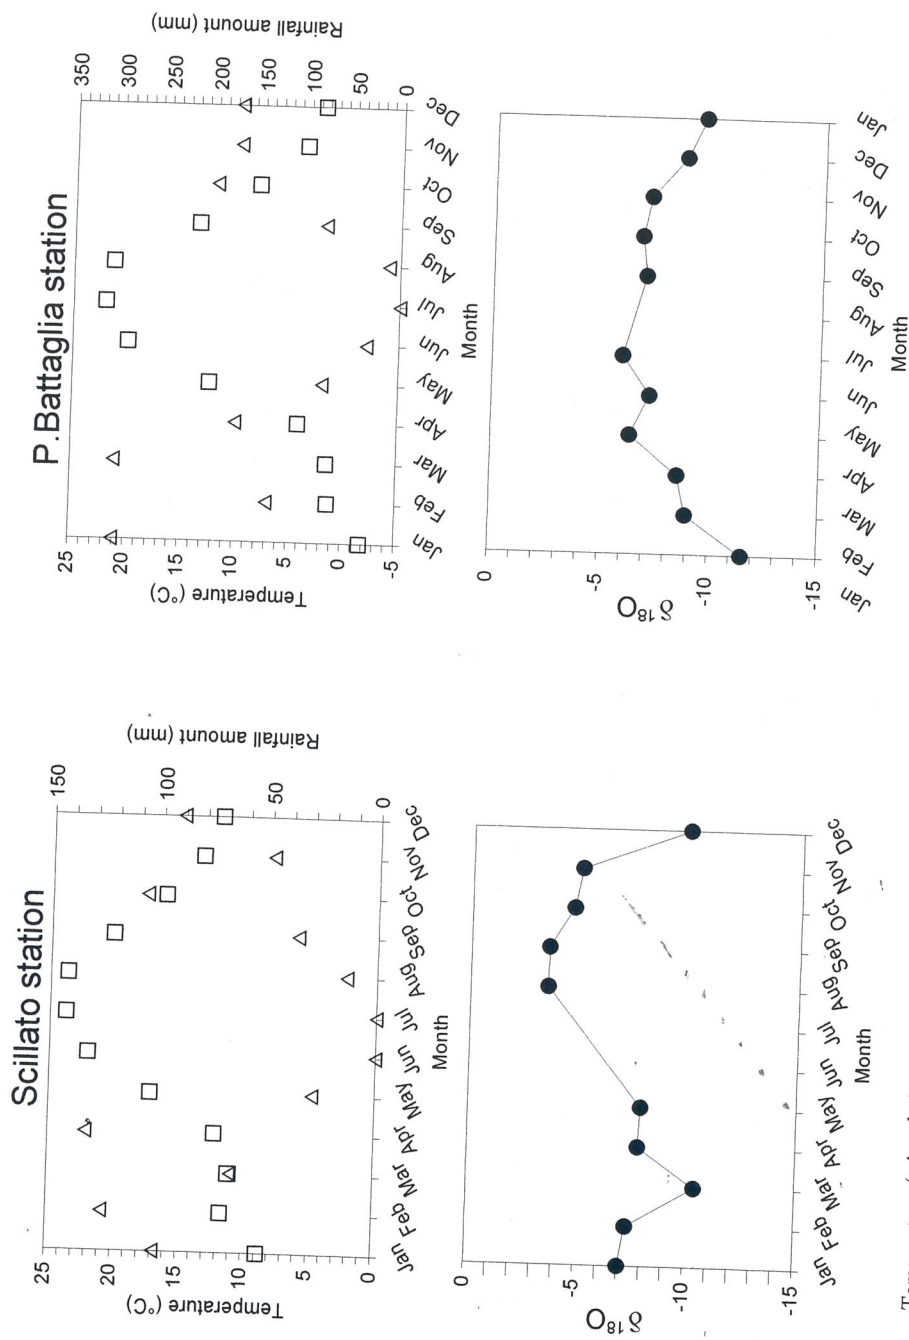 Scillato station
25
20
15
10
5
0
Temperature (°C)
150
100
50
0
Rainfall amount (mm)
Jan Feb Mar Apr May Jun Jul Aug Sep Oct Nov Dec
Month
0
-5
-10
-15
δ18O
Jan Feb Mar Apr May Jun Jul Aug Sep Oct Nov Dec
Month
P.Battaglia station
25
20
15
10
5
0
-5
Temperature (°C)
350
300
250
200
150
100
50
0
Rainfall amount (mm)
Jan Feb Mar Apr May Jun Jul Aug Sep Oct Nov Dec
Month
0
-5
-10
-15
δ18O
Jan Feb Mar Apr May Jun Jul Aug Sep Oct Nov Dec Jan
Month